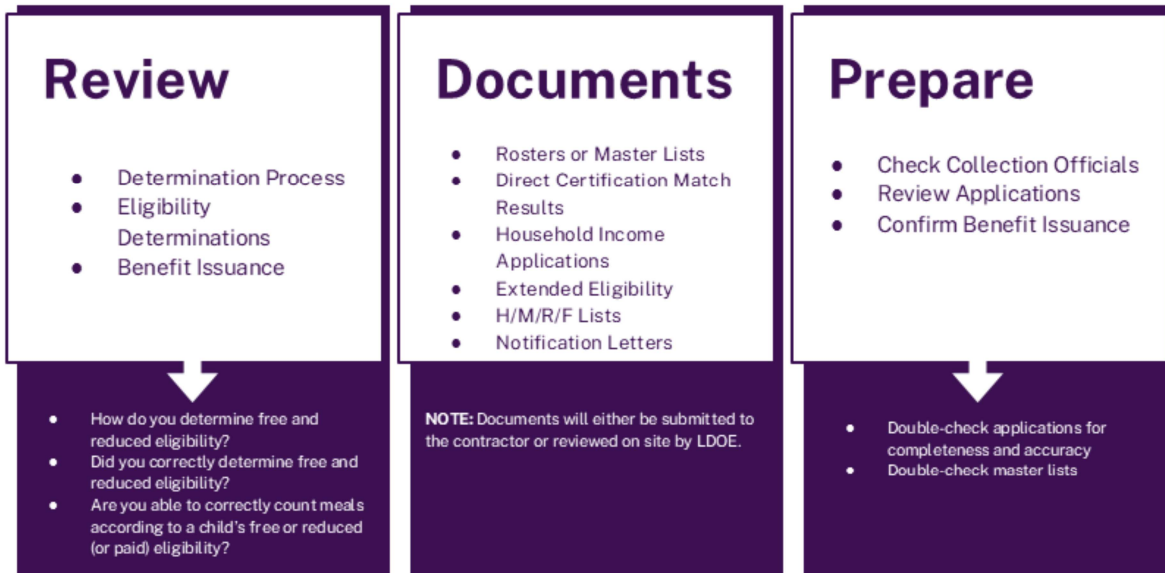 Review
● Determination Process
● Eligibility
Determinations
● Benefit Issuance
● How do you determine free and
reduced eligibility?
● Did you correctly determine free and
reduced eligibility?
● Are you able to correctly count meals
according to a child's free or reduced
(or paid) eligibility?
Documents
● Rosters or Master Lists
● Direct Certification Match
Results
● Household Income
Applications
● Extended Eligibility
● H/M/R/F Lists
● Notification Letters
NOTE: Documents will either be submitted to
the contractor or reviewed on site by LDOE.
Prepare
● Check Collection Officials
● Review Applications
● Confirm Benefit Issuance
● Double-check applications for
completeness and accuracy
● Double-check master lists